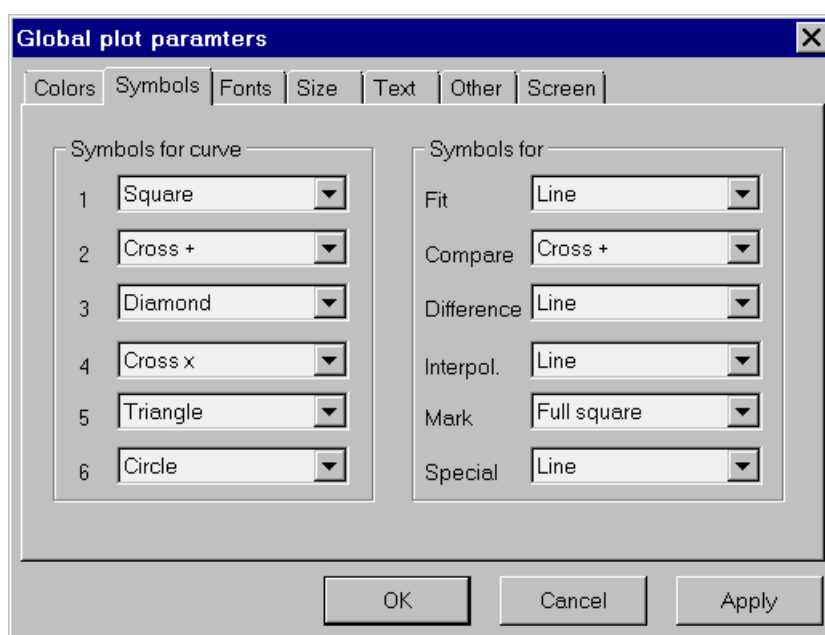 Global plot paramters
Colors Symbols Fonts Size Text Other Screen
Symbols for curve
1 Square
2 Cross +
3 Diamond
4 Cross x
5 Triangle
6 Circle
Symbols for
Fit Line
Compare Cross +
Difference Line
Interpol. Line
Mark Full square
Special Line
OK Cancel Apply